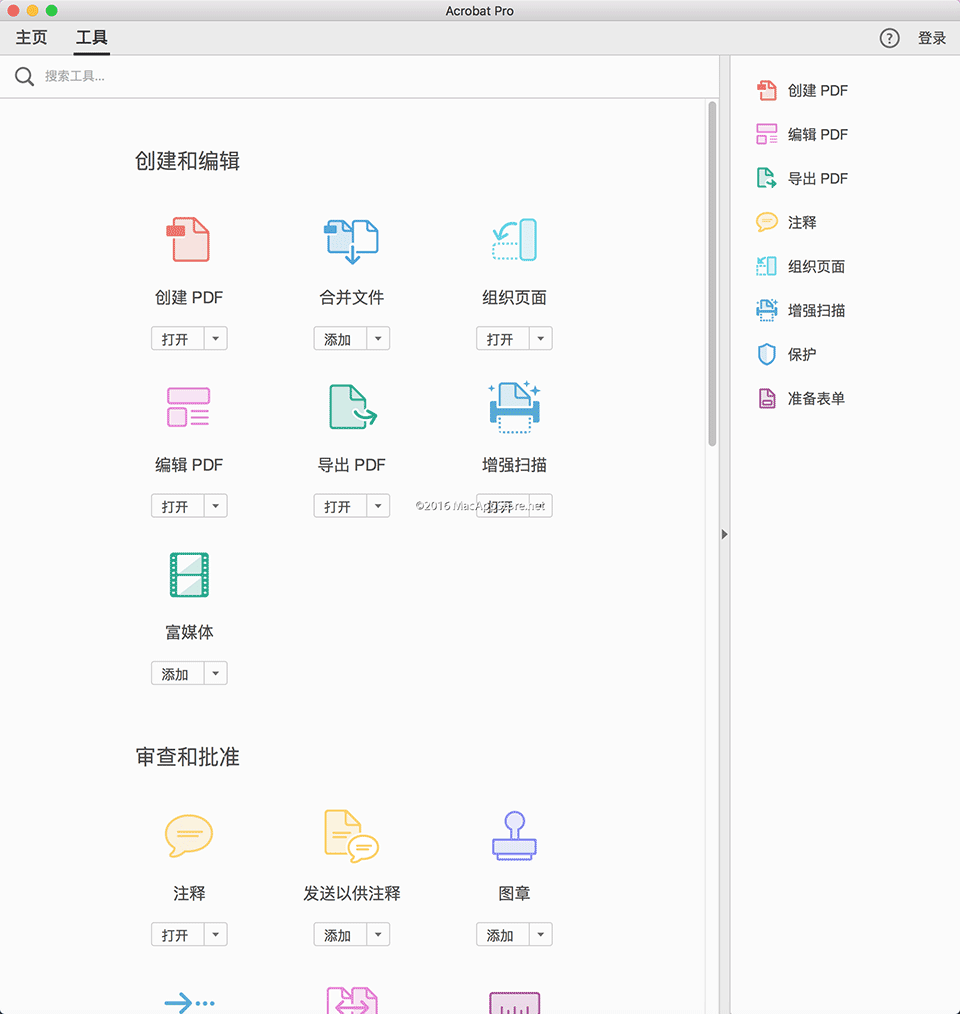 Acrobat Pro
主页 工具 ? 登录
搜索工具...
创建和编辑
创建 PDF 合并文件 组织页面
打开 添加 打开
编辑 PDF 导出 PDF 增强扫描
打开 打开 打开
©2016 MacAppStore.net
富媒体
添加
审查和批准
注释 发送以供注释 图章
打开 添加 添加
创建 PDF
编辑 PDF
导出 PDF
注释
组织页面
增强扫描
保护
准备表单